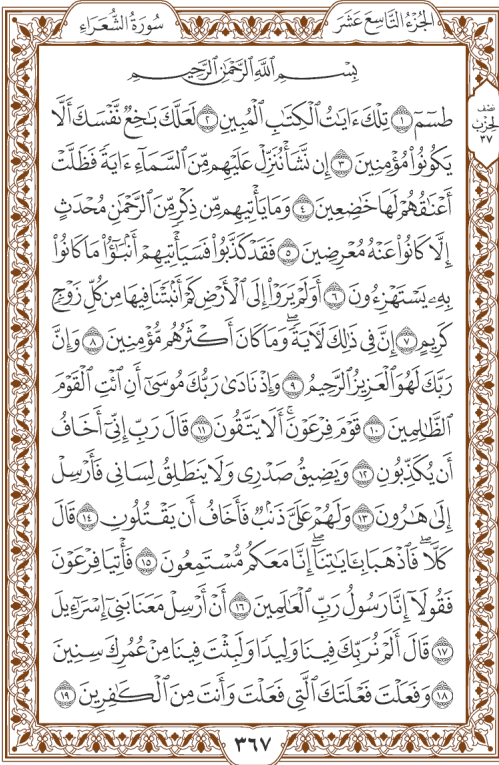 الجُزْءُ التَّاسِعَ عَشَرَ
سُورَةُ الشُّعَرَاءِ
نِصْف
الحِزْب
٣٧
بِسْمِ اللَّهِ الرَّحْمَٰنِ الرَّحِيمِ
طسٓمٓ ١ تِلْكَ ءَايَٰتُ ٱلْكِتَٰبِ ٱلْمُبِينِ ٢ لَعَلَّكَ بَٰخِعٌ نَّفْسَكَ أَلَّا
يَكُونُوا۟ مُؤْمِنِينَ ٣ إِن نَّشَأْ نُنَزِّلْ عَلَيْهِم مِّنَ ٱلسَّمَآءِ ءَايَةً فَظَلَّتْ
أَعْنَٰقُهُمْ لَهَا خَٰضِعِينَ ٤ وَمَا يَأْتِيهِم مِّن ذِكْرٍ مِّنَ ٱلرَّحْمَٰنِ مُحْدَثٍ
إِلَّا كَانُوا۟ عَنْهُ مُعْرِضِينَ ٥ فَقَدْ كَذَّبُوا۟ فَسَيَأْتِيهِمْ أَنۢبَٰٓؤُا۟ مَا كَانُوا۟
بِهِۦ يَسْتَهْزِءُونَ ٦ أَوَلَمْ يَرَوْا۟ إِلَى ٱلْأَرْضِ كَمْ أَنۢبَتْنَا فِيهَا مِن كُلِّ زَوْجٍ
كَرِيمٍ ٧ إِنَّ فِى ذَٰلِكَ لَءَايَةً ۖ وَمَا كَانَ أَكْثَرُهُم مُّؤْمِنِينَ ٨ وَإِنَّ
رَبَّكَ لَهُوَ ٱلْعَزِيزُ ٱلرَّحِيمُ ٩ وَإِذْ نَادَىٰ رَبُّكَ مُوسَىٰٓ أَنِ ٱئْتِ ٱلْقَوْمَ
ٱلظَّٰلِمِينَ ١٠ قَوْمَ فِرْعَوْنَ ۚ أَلَا يَتَّقُونَ ١١ قَالَ رَبِّ إِنِّىٓ أَخَافُ
أَن يُكَذِّبُونِ ١٢ وَيَضِيقُ صَدْرِى وَلَا يَنطَلِقُ لِسَانِى فَأَرْسِلْ
إِلَىٰ هَٰرُونَ ١٣ وَلَهُمْ عَلَىَّ ذَنۢبٌ فَأَخَافُ أَن يَقْتُلُونِ ١٤ قَالَ
كَلَّا ۖ فَٱذْهَبَا بِـَٔايَٰتِنَآ ۖ إِنَّا مَعَكُم مُّسْتَمِعُونَ ١٥ فَأْتِيَا فِرْعَوْنَ
فَقُولَآ إِنَّا رَسُولُ رَبِّ ٱلْعَٰلَمِينَ ١٦ أَنْ أَرْسِلْ مَعَنَا بَنِىٓ إِسْرَٰٓءِيلَ
١٧ قَالَ أَلَمْ نُرَبِّكَ فِينَا وَلِيدًا وَلَبِثْتَ فِينَا مِنْ عُمُرِكَ سِنِينَ
١٨ وَفَعَلْتَ فَعْلَتَكَ ٱلَّتِى فَعَلْتَ وَأَنتَ مِنَ ٱلْكَٰفِرِينَ ١٩
٣٦٧